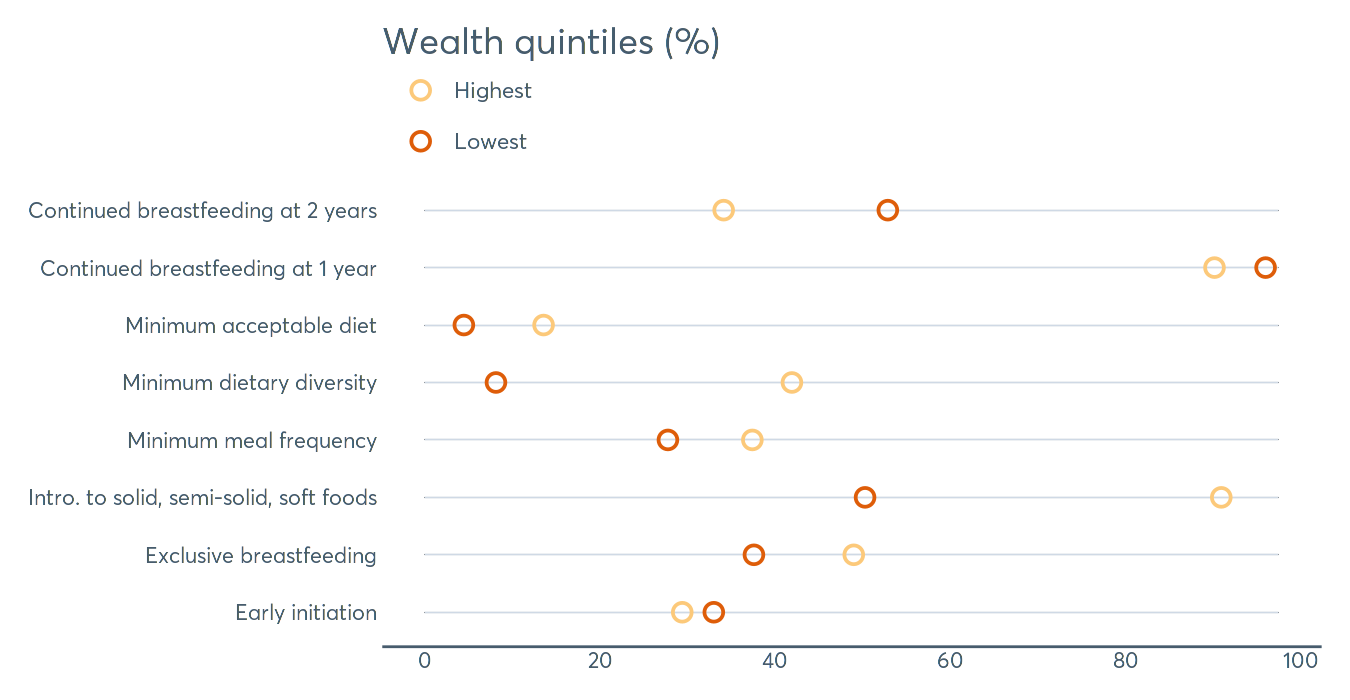 Wealth quintiles (%)
Highest
Lowest
Continued breastfeeding at 2 years
Continued breastfeeding at 1 year
Minimum acceptable diet
Minimum dietary diversity
Minimum meal frequency
Intro. to solid, semi-solid, soft foods
Exclusive breastfeeding
Early initiation
0 20 40 60 80 100